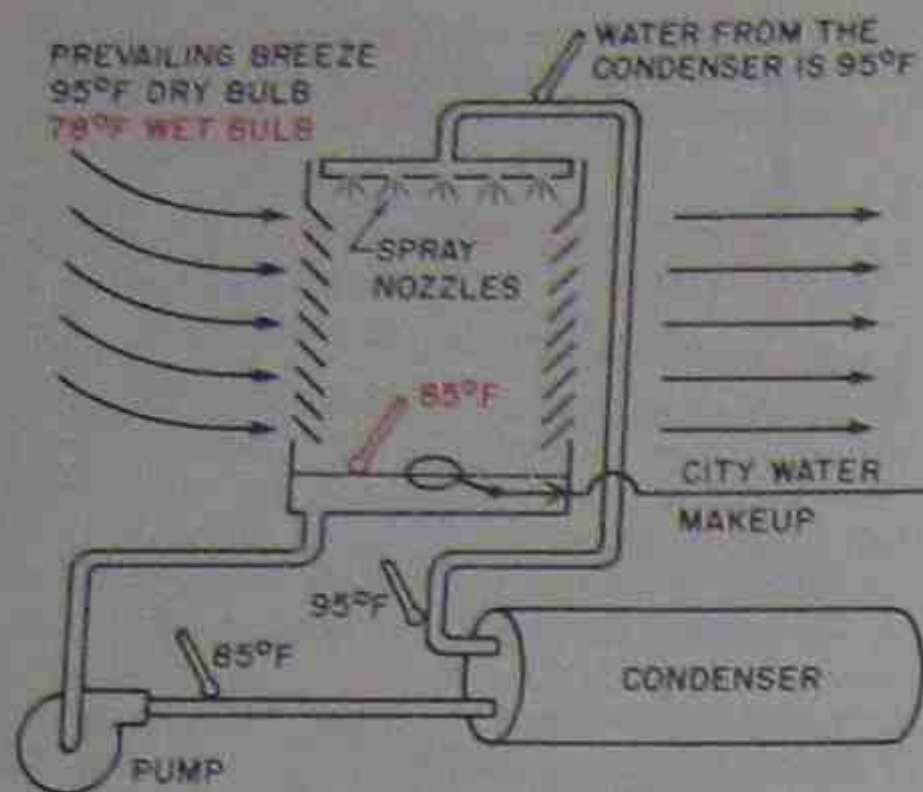 PREVAILING BREEZE
95°F DRY BULB
78°F WET BULB
WATER FROM THE
CONDENSER IS 95°F
SPRAY
NOZZLES
85°F
CITY WATER
MAKEUP
95°F
85°F
CONDENSER
PUMP